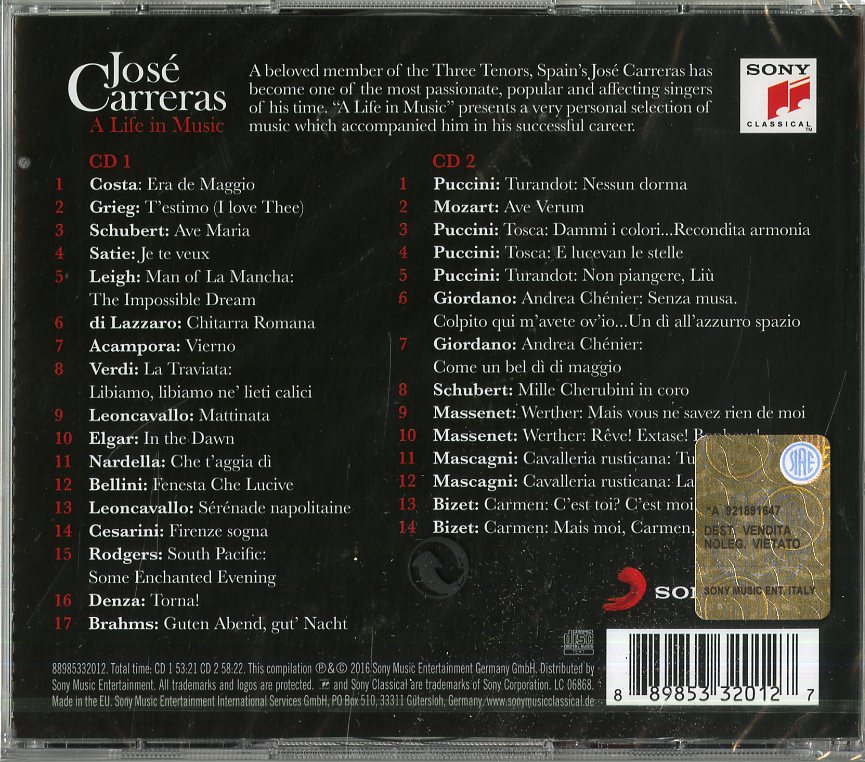 José
Carreras
A Life in Music
A beloved member of the Three Tenors, Spain's José Carreras has
become one of the most passionate, popular and affecting singers
of his time. "A Life in Music" presents a very personal selection of
music which accompanied him in his successful career.
SONY
CLASSICAL
TM
CD 1
1 Costa: Era de Maggio
2 Grieg: T'estimo (I love Thee)
3 Schubert: Ave Maria
4 Satie: Je te veux
5 Leigh: Man of La Mancha:
The Impossible Dream
6 di Lazzaro: Chitarra Romana
7 Acampora: Vierno
8 Verdi: La Traviata:
Libiamo, libiamo ne' lieti calici
9 Leoncavallo: Mattinata
10 Elgar: In the Dawn
11 Nardella: Che t'aggia dì
12 Bellini: Fenesta Che Lucive
13 Leoncavallo: Sérénade napolitaine
14 Cesarini: Firenze sogna
15 Rodgers: South Pacific:
Some Enchanted Evening
16 Denza: Torna!
17 Brahms: Guten Abend, gut' Nacht
CD 2
1 Puccini: Turandot: Nessun dorma
2 Mozart: Ave Verum
3 Puccini: Tosca: Dammi i colori...Recondita armonia
4 Puccini: Tosca: E lucevan le stelle
5 Puccini: Turandot: Non piangere, Liù
6 Giordano: Andrea Chénier: Senza musa.
Colpito qui m'avete ov'io...Un dì all'azzurro spazio
7 Giordano: Andrea Chénier:
Come un bel dì di maggio
8 Schubert: Mille Cherubini in coro
9 Massenet: Werther: Mais vous ne savez rien de moi
10 Massenet: Werther: Rêve! Extase!
11 Mascagni: Cavalleria rusticana: Tu
12 Mascagni: Cavalleria rusticana: La
13 Bizet: Carmen: C'est toi? C'est moi
14 Bizet: Carmen: Mais moi, Carmen,
SIAE
*A 921891647
DEST. VENDITA
NOLEG. VIETATO
SONY MUSIC ENT. ITALY
SON
COMPACT
disc
DIGITAL AUDIO
88985332012. Total time: CD 1 53:21 CD 2 58:22. This compilation ℗ & © 2016 Sony Music Entertainment Germany GmbH. Distributed by
Sony Music Entertainment. All trademarks and logos are protected. and Sony Classical are trademarks of Sony Corporation. LC 06868.
Made in the EU. Sony Music Entertainment International Services GmbH, PO Box 510, 33311 Gütersloh, Germany. www.sonymusicclassical.de
8 89853 32012 7